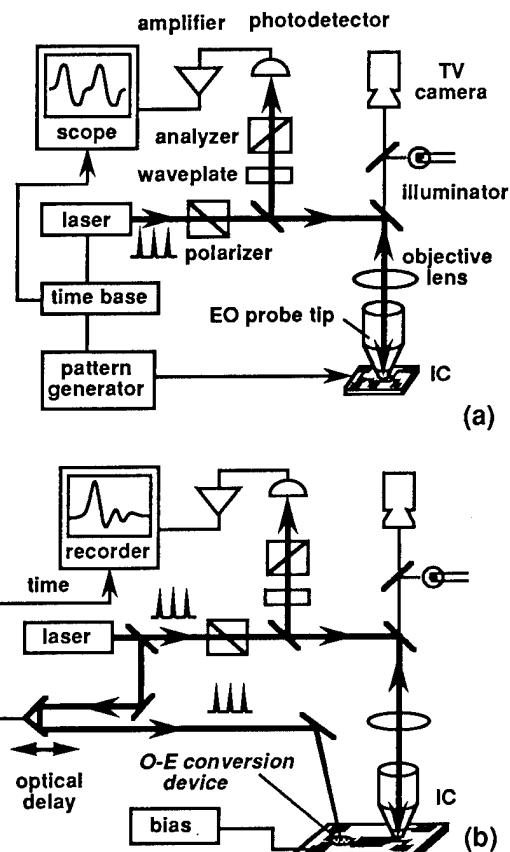 amplifier
photodetector
TV
camera
scope
analyzer
waveplate
illuminator
laser
polarizer
objective
lens
time base
EO probe tip
pattern
generator
IC
(a)
recorder
time
laser
O-E conversion
device
optical
delay
IC
bias
(b)